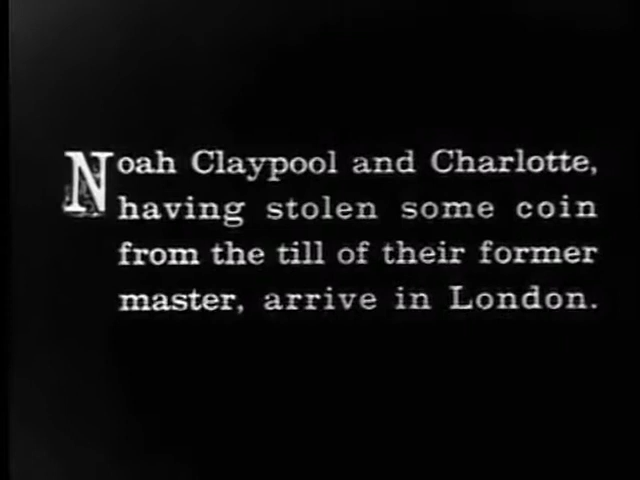 Noah Claypool and Charlotte,
having stolen some coin
from the till of their former
master, arrive in London.